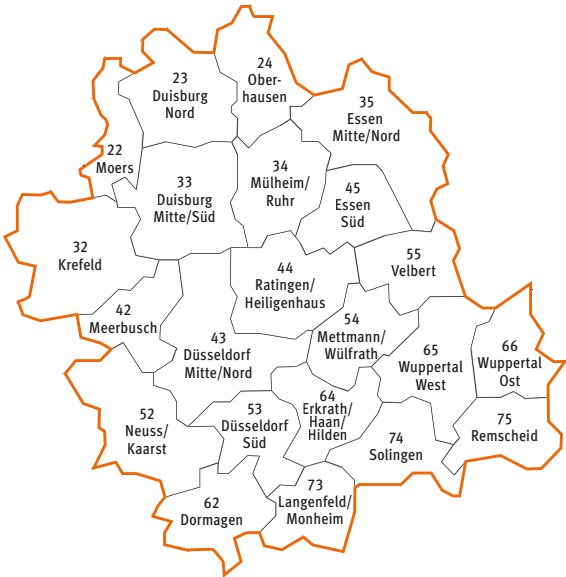 24
Ober-
hausen
23
Duisburg
Nord
35
Essen
Mitte/Nord
22
Moers
34
Mülheim/
Ruhr
33
Duisburg
Mitte/Süd
45
Essen
Süd
32
Krefeld
55
Velbert
44
Ratingen/
Heiligenhaus
42
Meerbusch
54
Mettmann/
Wülfrath
43
Düsseldorf
Mitte/Nord
65
Wuppertal
West
66
Wuppertal
Ost
64
Erkrath/
Haan/
Hilden
53
Düsseldorf
Süd
52
Neuss/
Kaarst
75
Remscheid
74
Solingen
73
Langenfeld/
Monheim
62
Dormagen